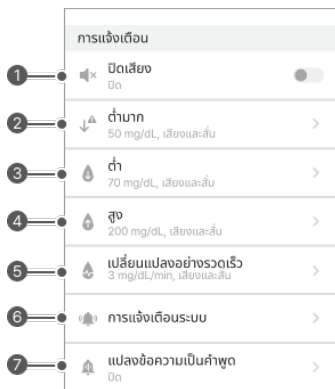 การแจ้งเตือน
1 ปิดเสียง
ปิด
2 ต่ำมาก
50 mg/dL, เสียงและสั่น
3 ต่ำ
70 mg/dL, เสียงและสั่น
4 สูง
200 mg/dL, เสียงและสั่น
5 เปลี่ยนแปลงอย่างรวดเร็ว
3 mg/dL/min, เสียงและสั่น
6 การแจ้งเตือนระบบ
7 แปลงข้อความเป็นคำพูด
ปิด